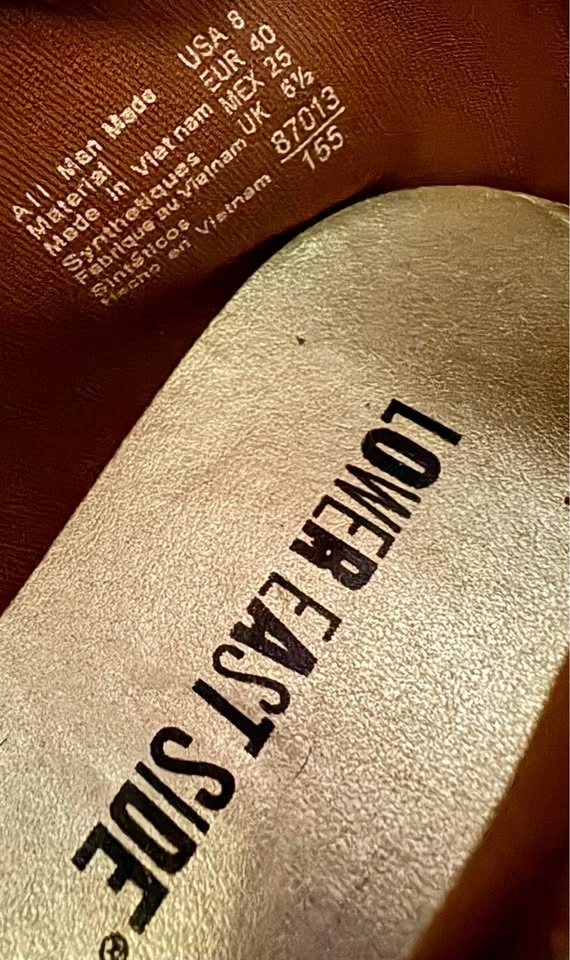 All Man Made USA 8
Material EUR 40
Made in Vietnam MEX 25
Synthetiques UK 6½
Fabrique au Vietnam 87013
Sintéticos 155
Hecho en Vietnam
LOWER EAST SIDE®